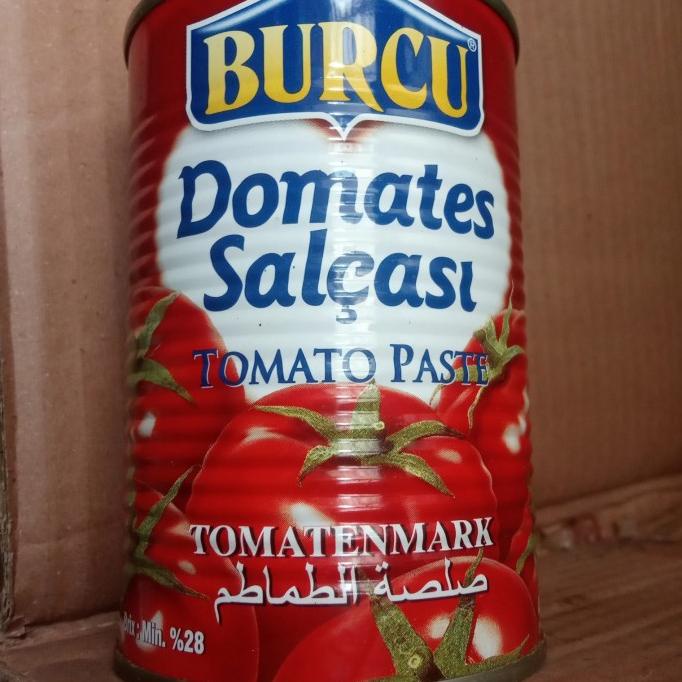 BURCU®
Domates
Salçası
TOMATO PASTE
TOMATENMARK
صلصة الطماطم
Min. %28